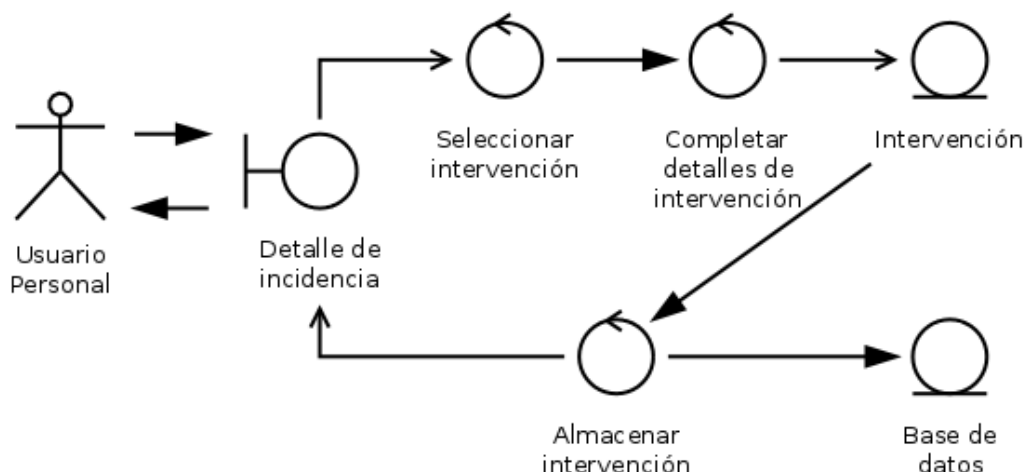 Seleccionar
intervención
Completar
detalles de
intervención
Intervención
Usuario
Personal
Detalle de
incidencia
Almacenar
intervención
Base de
datos